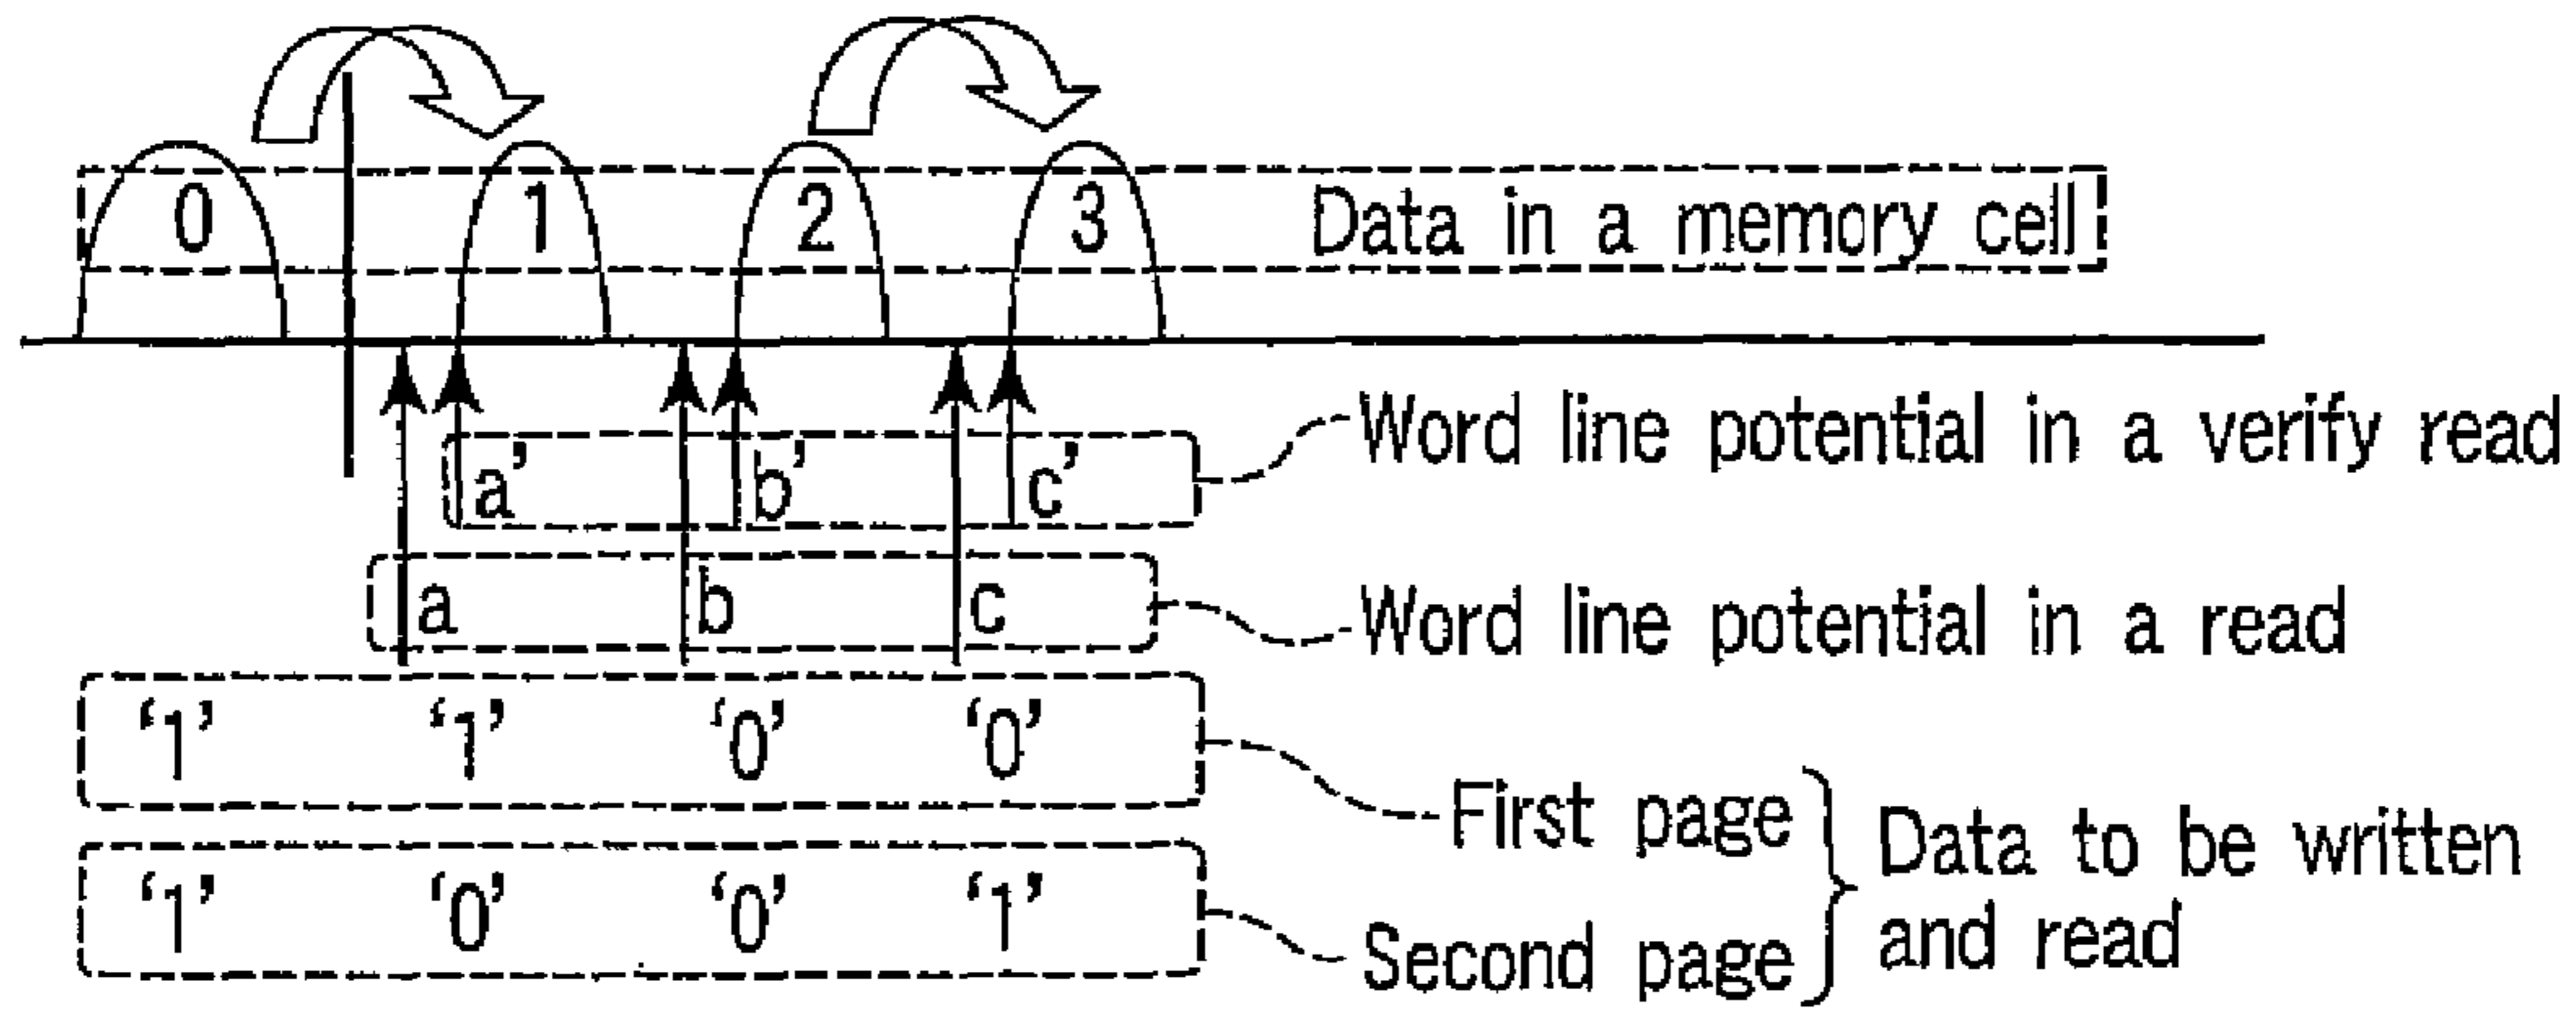 0 1 2 3 Data in a memory cell
a' b' c' Word line potential in a verify read
a b c Word line potential in a read
‘1’ ‘1’ ‘0’ ‘0’ First page
‘1’ ‘0’ ‘0’ ‘1’ Second page
Data to be written
and read